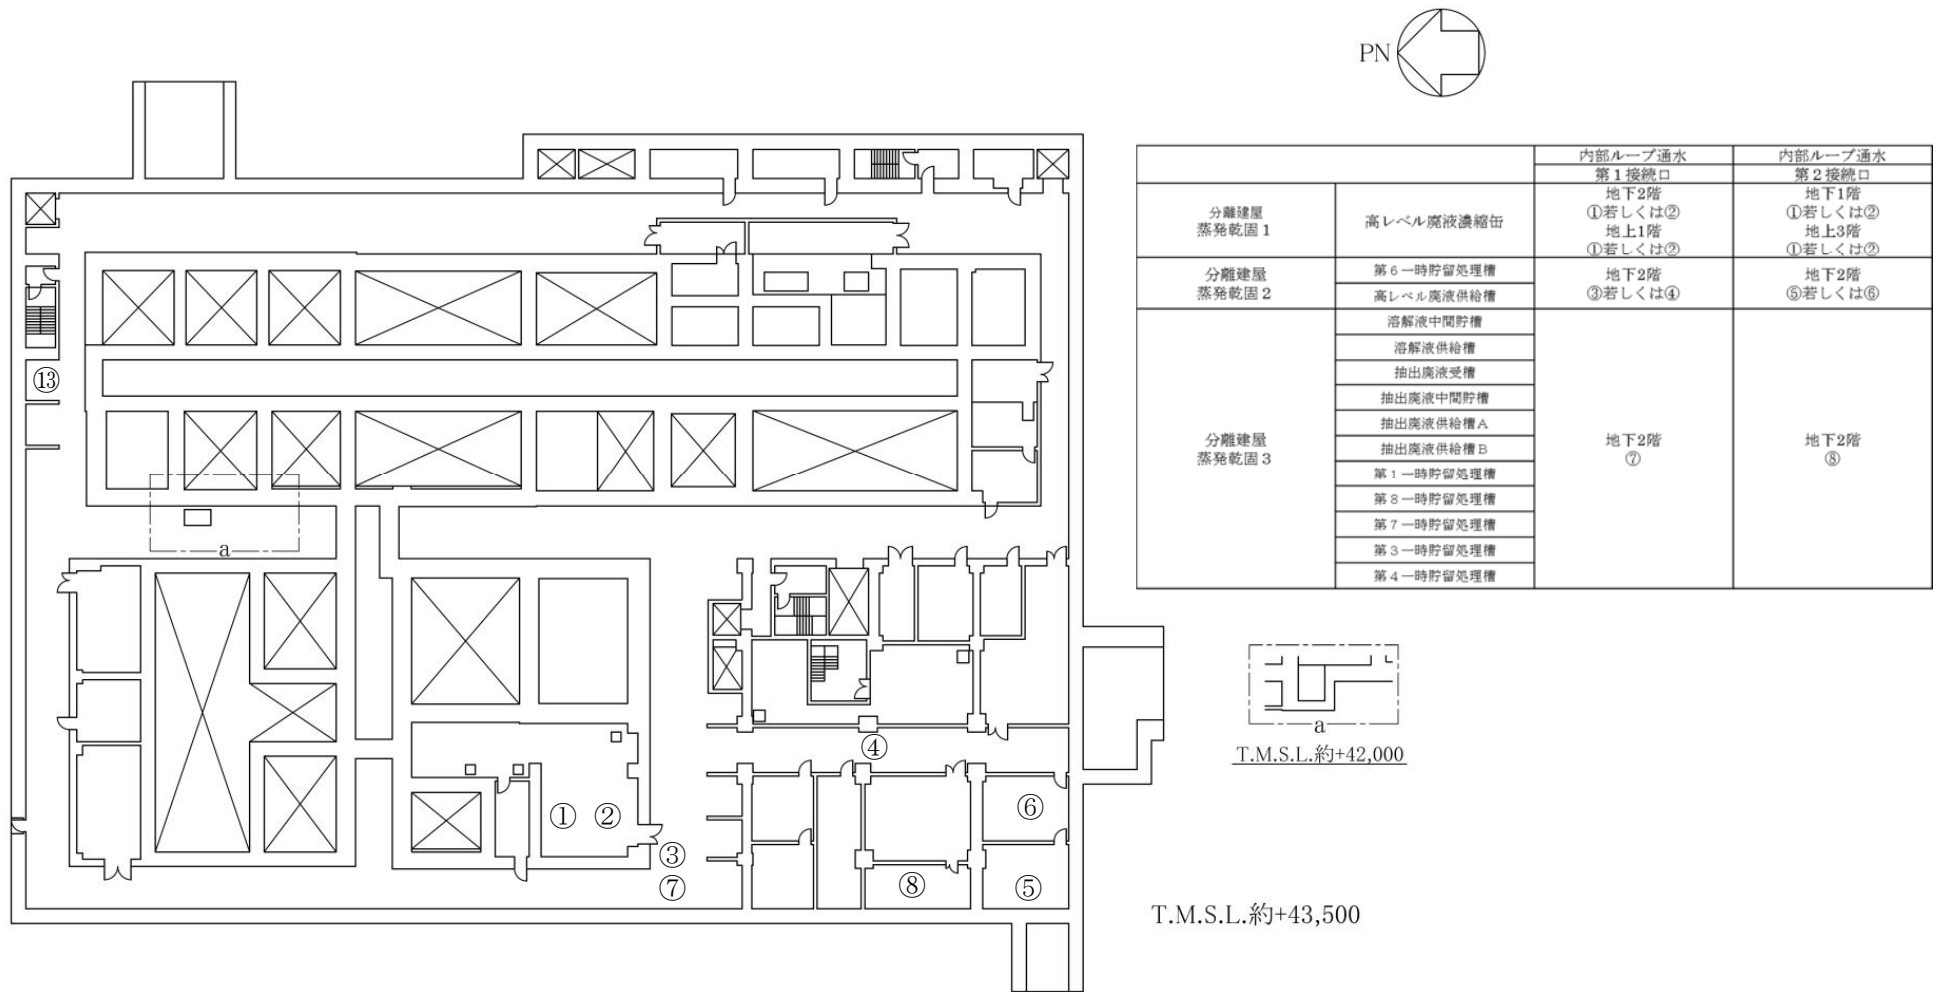 PN
内部ループ通水
内部ループ通水
第1接続口
第2接続口
分離建屋
蒸発乾固1
高レベル廃液濃縮缶
地下2階
①若しくは②
地上1階
①若しくは②
地下1階
①若しくは②
地上3階
①若しくは②
分離建屋
蒸発乾固2
第6一時貯留処理槽
高レベル廃液供給槽
地下2階
③若しくは④
地下2階
⑤若しくは⑥
分離建屋
蒸発乾固3
溶解液中間貯槽
溶解液供給槽
抽出廃液受槽
抽出廃液中間貯槽
抽出廃液供給槽A
抽出廃液供給槽B
第1一時貯留処理槽
第8一時貯留処理槽
第7一時貯留処理槽
第3一時貯留処理槽
第4一時貯留処理槽
地下2階
⑦
地下2階
⑧
⑬
a
④
①
②
⑥
③
⑦
⑧
⑤
a
T.M.S.L.約+42,000
T.M.S.L.約+43,500